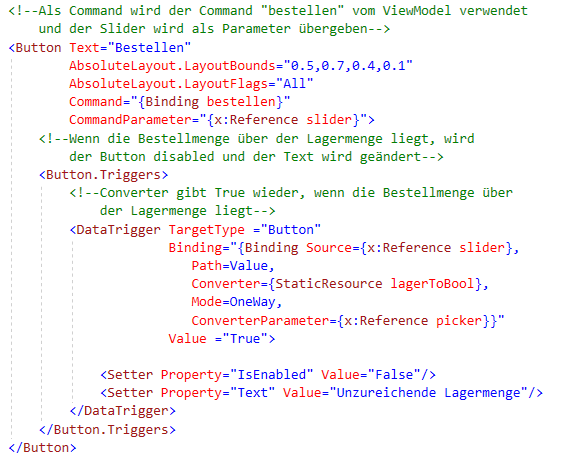 <!--Als Command wird der Command "bestellen" vom ViewModel verwendet
    und der Slider wird als Parameter übergeben-->
<Button Text="Bestellen"
        AbsoluteLayout.LayoutBounds="0.5,0.7,0.4,0.1"
        AbsoluteLayout.LayoutFlags="All"
        Command="{Binding bestellen}"
        CommandParameter="{x:Reference slider}">
    <!--Wenn die Bestellmenge über der Lagermenge liegt, wird
        der Button disabled und der Text wird geändert-->
    <Button.Triggers>
        <!--Converter gibt True wieder, wenn die Bestellmenge über
            der Lagermenge liegt-->
        <DataTrigger TargetType ="Button"
                     Binding="{Binding Source={x:Reference slider},
                        Path=Value,
                        Converter={StaticResource lagerToBool},
                        Mode=OneWay,
                        ConverterParameter={x:Reference picker}}"
                     Value ="True">

            <Setter Property="IsEnabled" Value="False"/>
            <Setter Property="Text" Value="Unzureichende Lagermenge"/>
        </DataTrigger>
    </Button.Triggers>
</Button>